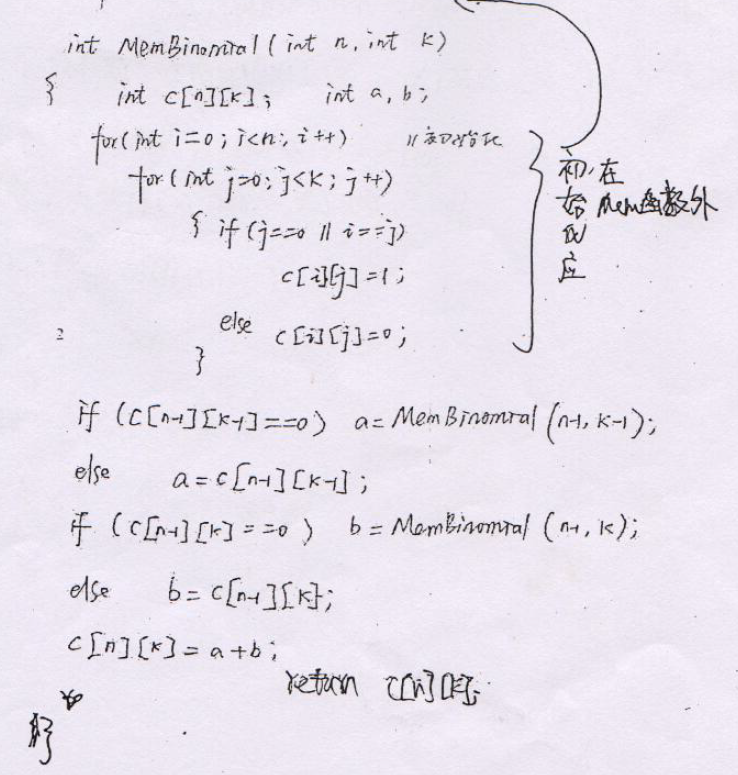 int MemBinomial (int n, int k)
{ int c[n][k]; int a, b;
for(int i=0; i<n; i++) //初始化
for(int j=0; j<k; j++)
{ if (j==0 || i==j)
c[i][j]=1;
else c[i][j]=0;
}
初始化应在Mem函数外
if (C[n-1][k-1]==0) a=MemBinomial(n-1, k-1);
else a=c[n-1][k-1];
if (C[n-1][k]==0) b=MemBinomial(n-1, k);
else b=c[n-1][k];
c[n][k]=a+b;
return c[n][k];
}